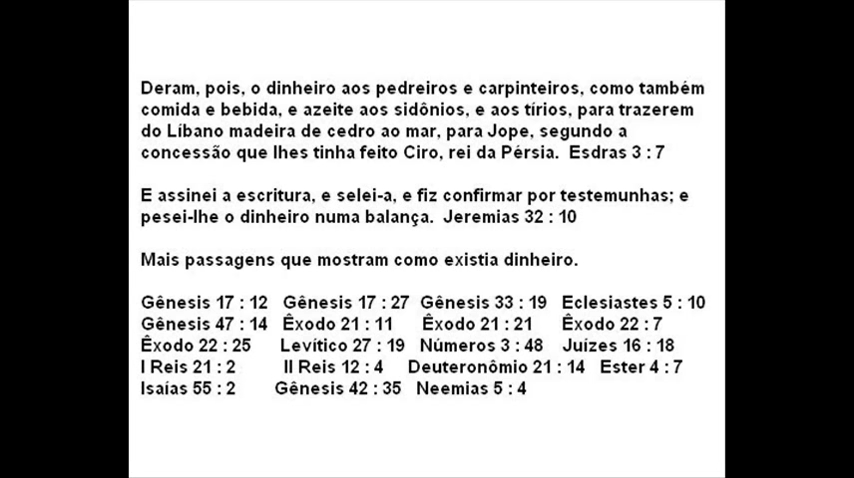 Deram, pois, o dinheiro aos pedreiros e carpinteiros, como também
comida e bebida, e azeite aos sidônios, e aos tírios, para trazerem
do Líbano madeira de cedro ao mar, para Jope, segundo a
concessão que lhes tinha feito Ciro, rei da Pérsia. Esdras 3 : 7
E assinei a escritura, e selei-a, e fiz confirmar por testemunhas; e
pesei-lhe o dinheiro numa balança. Jeremias 32 : 10
Mais passagens que mostram como existia dinheiro.
Gênesis 17 : 12 Gênesis 17 : 27 Gênesis 33 : 19 Eclesiastes 5 : 10
Gênesis 47 : 14 Êxodo 21 : 11 Êxodo 21 : 21 Êxodo 22 : 7
Êxodo 22 : 25 Levítico 27 : 19 Números 3 : 48 Juízes 16 : 18
I Reis 21 : 2 II Reis 12 : 4 Deuteronômio 21 : 14 Ester 4 : 7
Isaías 55 : 2 Gênesis 42 : 35 Neemias 5 : 4